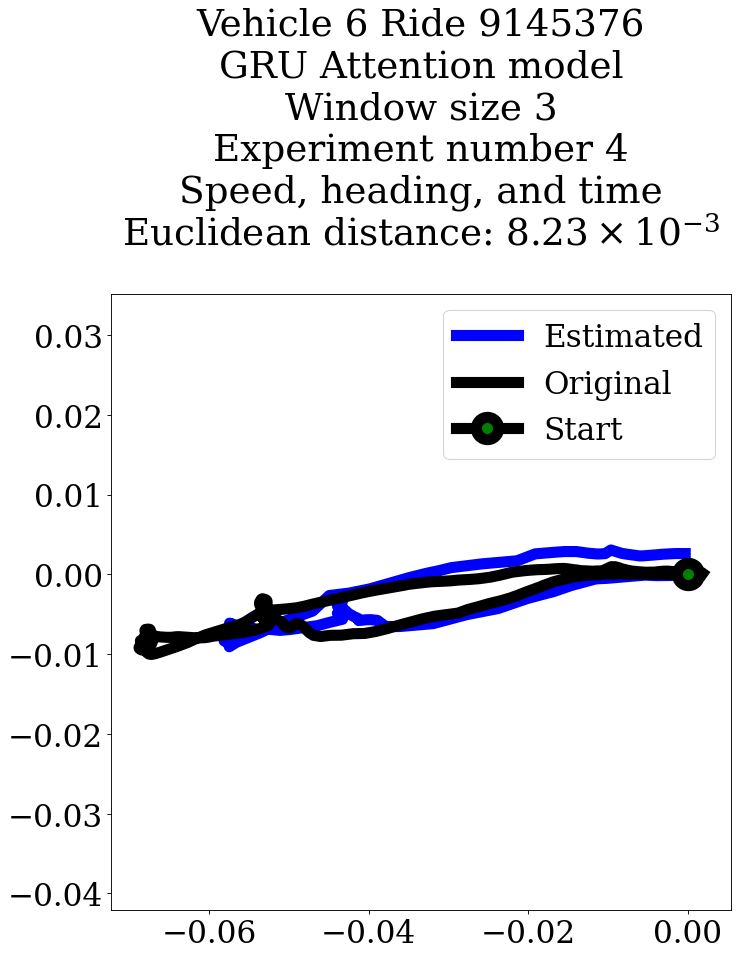 Vehicle 6 Ride 9145376
GRU Attention model
Window size 3
Experiment number 4
Speed, heading, and time
Euclidean distance: 8.23 × 10⁻³
Estimated
Original
Start
0.03
0.02
0.01
0.00
−0.01
−0.02
−0.03
−0.04
−0.06
−0.04
−0.02
0.00